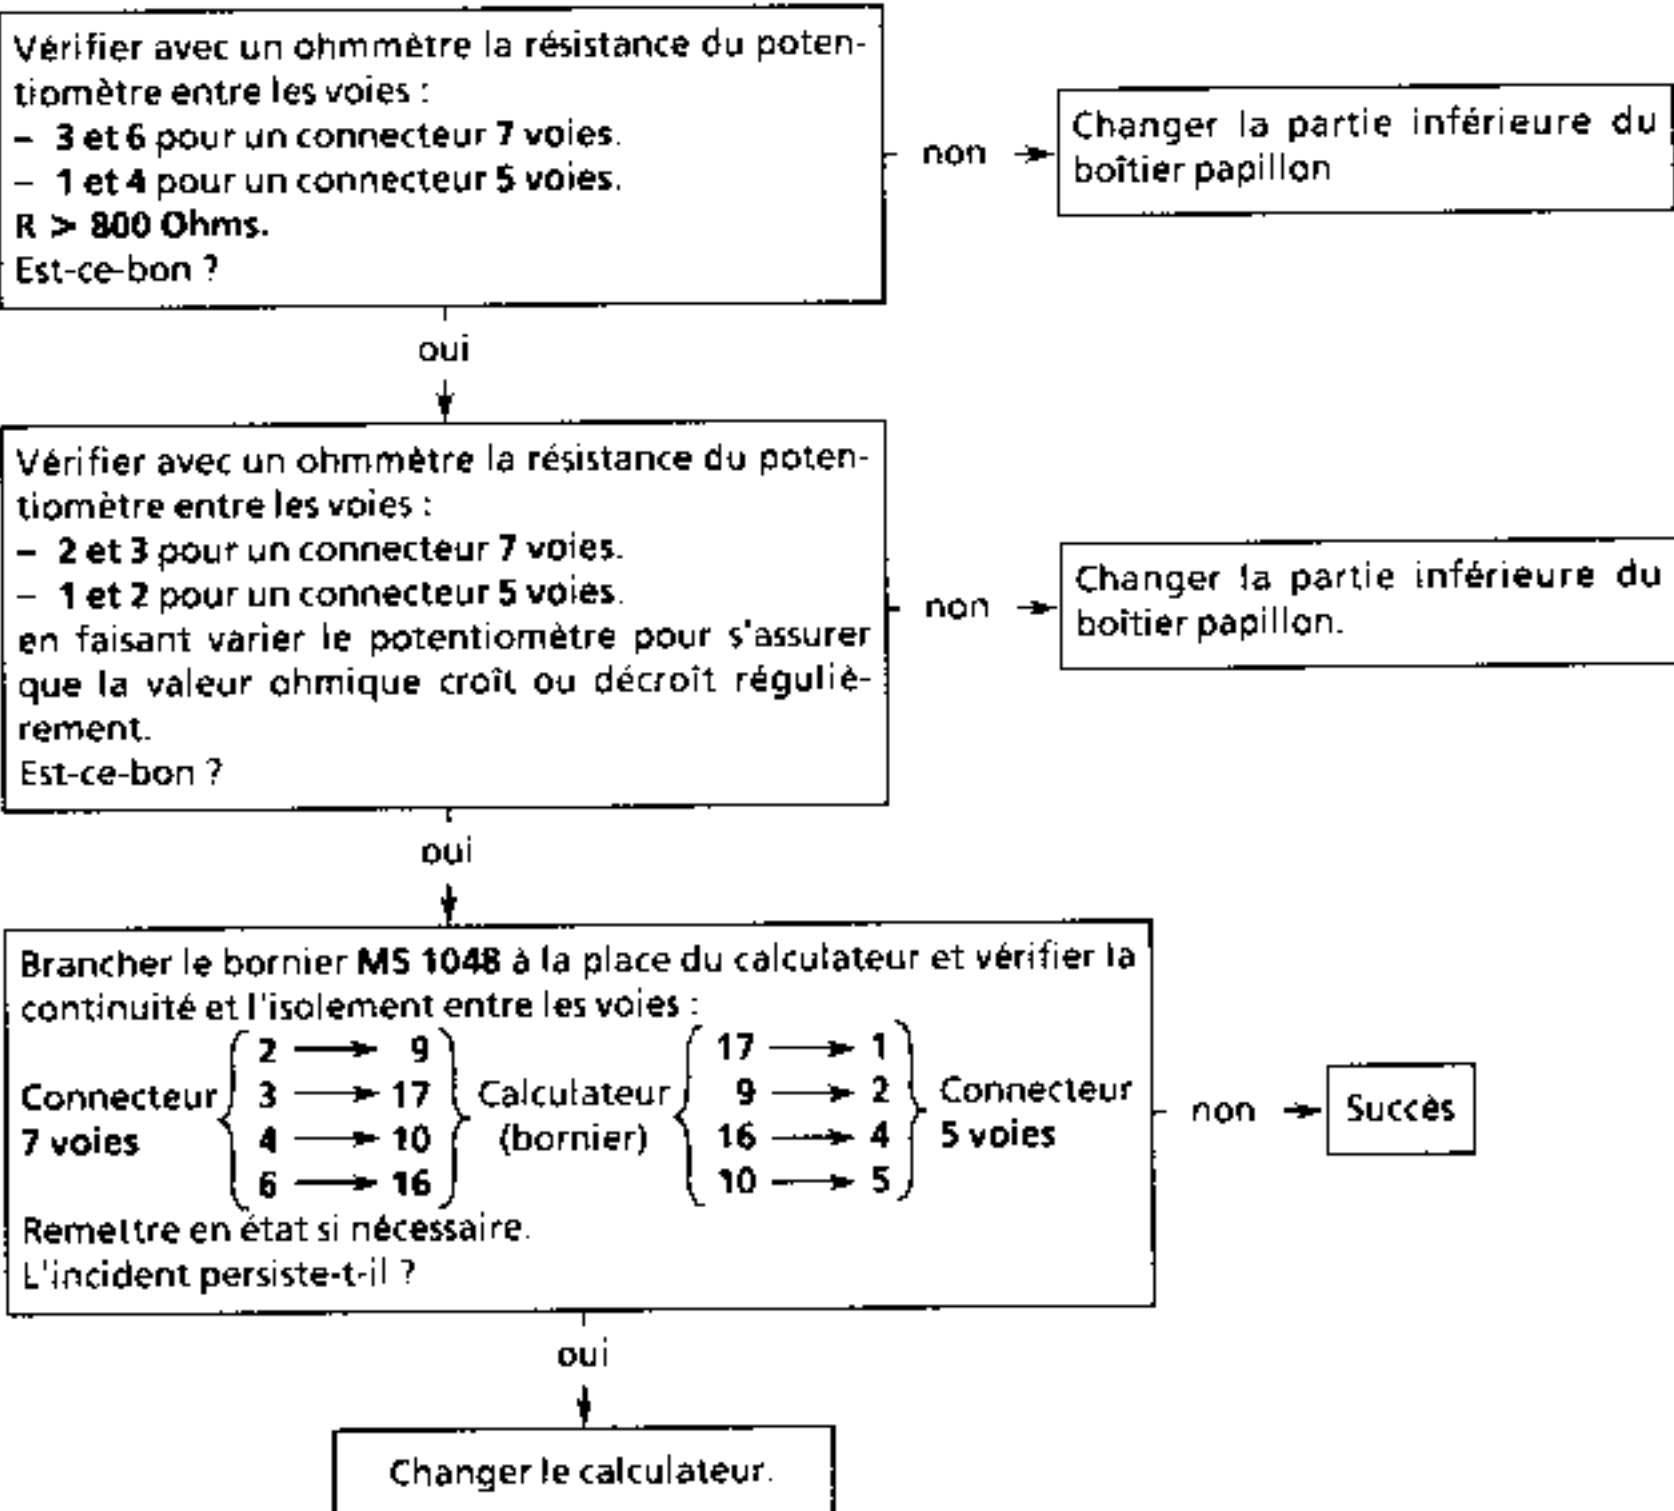 Vérifier avec un ohmmètre la résistance du poten-
tiomètre entre les voies :
– 3 et 6 pour un connecteur 7 voies.
– 1 et 4 pour un connecteur 5 voies.
R > 800 Ohms.
Est-ce-bon ?
non
Changer la partie inférieure du
boîtier papillon
oui
Vérifier avec un ohmmètre la résistance du poten-
tiomètre entre les voies :
– 2 et 3 pour un connecteur 7 voies.
– 1 et 2 pour un connecteur 5 voies.
en faisant varier le potentiomètre pour s'assurer
que la valeur ohmique croît ou décroît réguliè-
rement.
Est-ce-bon ?
non
Changer la partie inférieure du
boîtier papillon.
oui
Brancher le bornier MS 1048 à la place du calculateur et vérifier la
continuité et l'isolement entre les voies :
Connecteur
7 voies
2 → 9
3 → 17
4 → 10
6 → 16
Calculateur
(bornier)
17 → 1
9 → 2
16 → 4
10 → 5
Connecteur
5 voies
Remettre en état si nécessaire.
L'incident persiste-t-il ?
non
Succès
oui
Changer le calculateur.